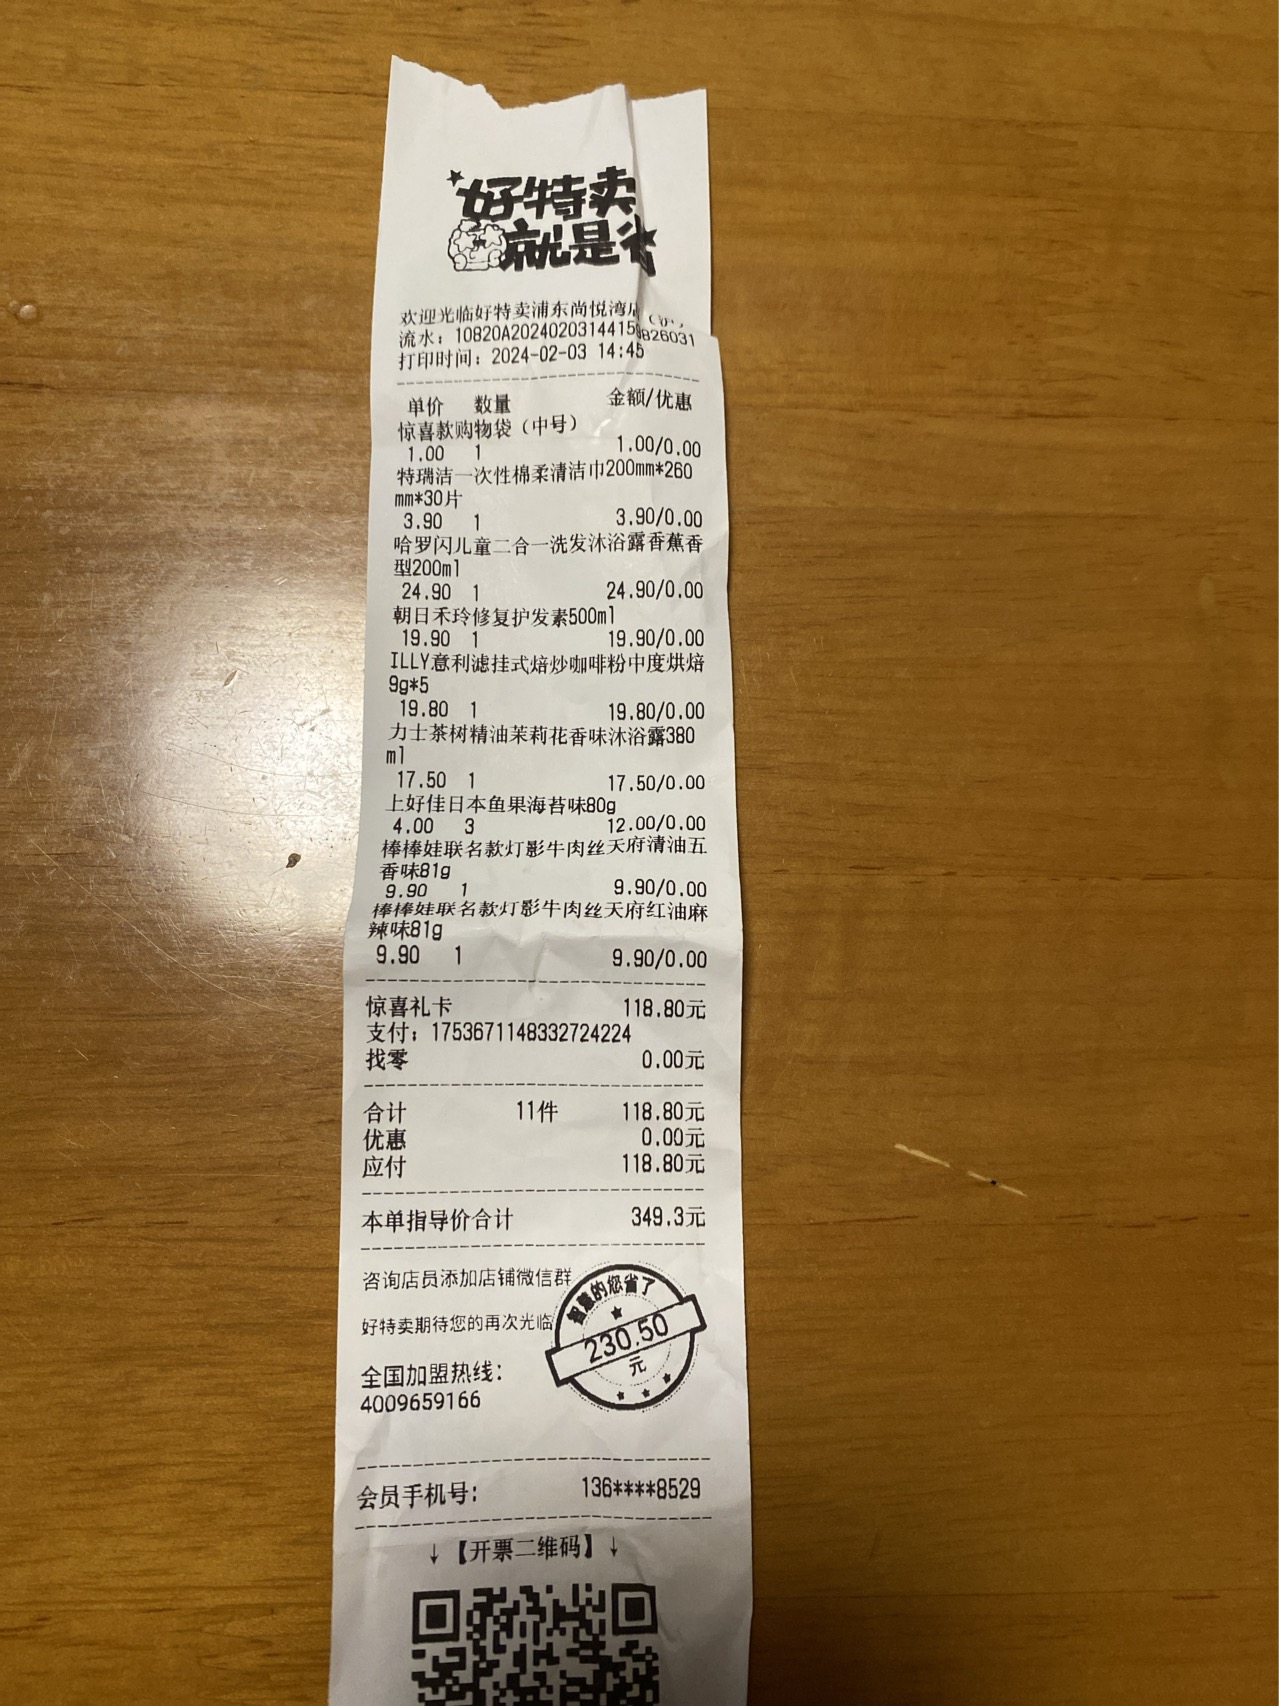 好特卖
就是省
欢迎光临好特卖浦东尚悦湾店（沪）
流水：10820A20240203144159826031
打印时间：2024-02-03 14:45
单价 数量 金额/优惠
惊喜款购物袋（中号）
1.00 1 1.00/0.00
特瑞洁一次性棉柔清洁巾200mm*260
mm*30片
3.90 1 3.90/0.00
哈罗闪儿童二合一洗发沐浴露香蕉香
型200ml
24.90 1 24.90/0.00
朝日禾玲修复护发素500ml
19.90 1 19.90/0.00
ILLY意利滤挂式焙炒咖啡粉中度烘焙
9g*5
19.80 1 19.80/0.00
力士茶树精油茉莉花香味沐浴露380
ml
17.50 1 17.50/0.00
上好佳日本鱼果海苔味80g
4.00 3 12.00/0.00
棒棒娃联名款灯影牛肉丝天府清油五
香味81g
9.90 1 9.90/0.00
棒棒娃联名款灯影牛肉丝天府红油麻
辣味81g
9.90 1 9.90/0.00
惊喜礼卡 118.80元
支付：1753671148332724224
找零 0.00元
合计 11件 118.80元
优惠 0.00元
应付 118.80元
本单指导价合计 349.3元
咨询店员添加店铺微信群
好特卖期待您的再次光临
智慧的您省了
230.50
元
全国加盟热线：
4009659166
会员手机号： 136****8529
↓【开票二维码】↓